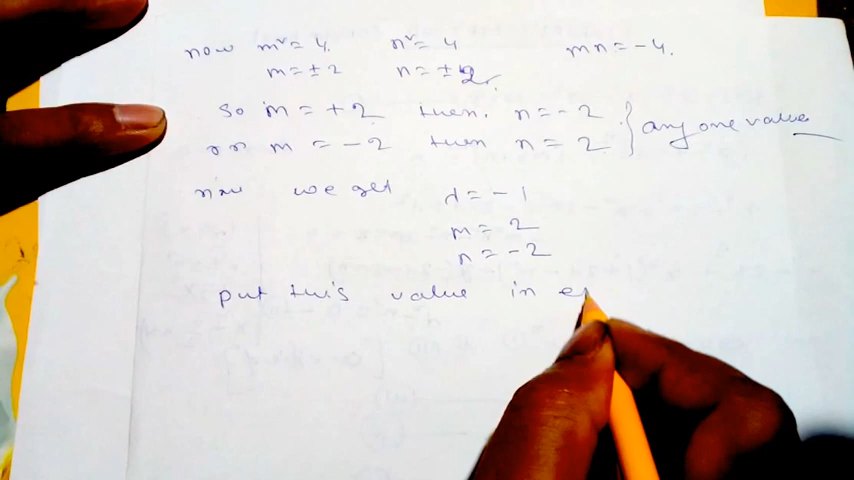 now m² = 4. n² = 4 mn = -4.
m = ±2 n = ±2
So m = +2 then. n = -2
or m = -2 then n = 2 } any one value
now we get λ = -1
m = 2
n = -2
put this value in e